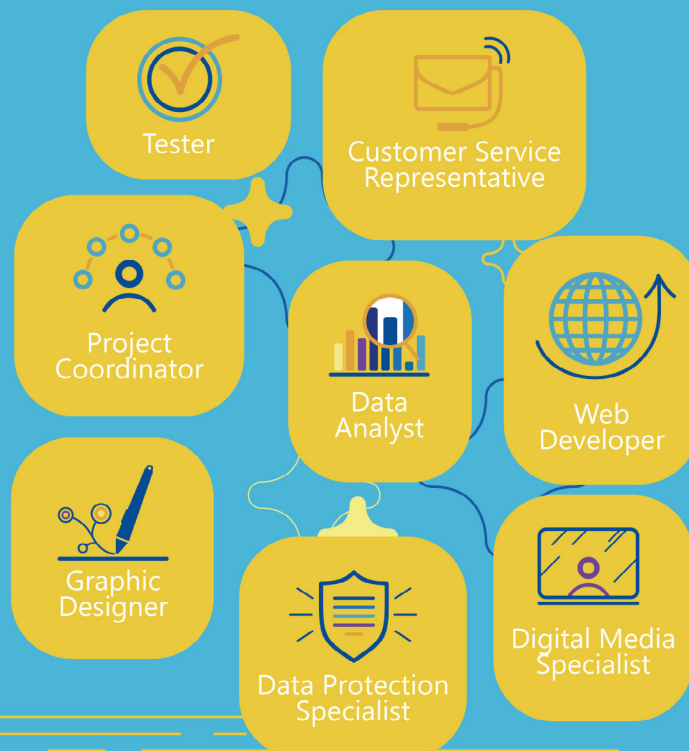 Tester
Customer Service
Representative
Project
Coordinator
Data
Analyst
Web
Developer
Graphic
Designer
Data Protection
Specialist
Digital Media
Specialist